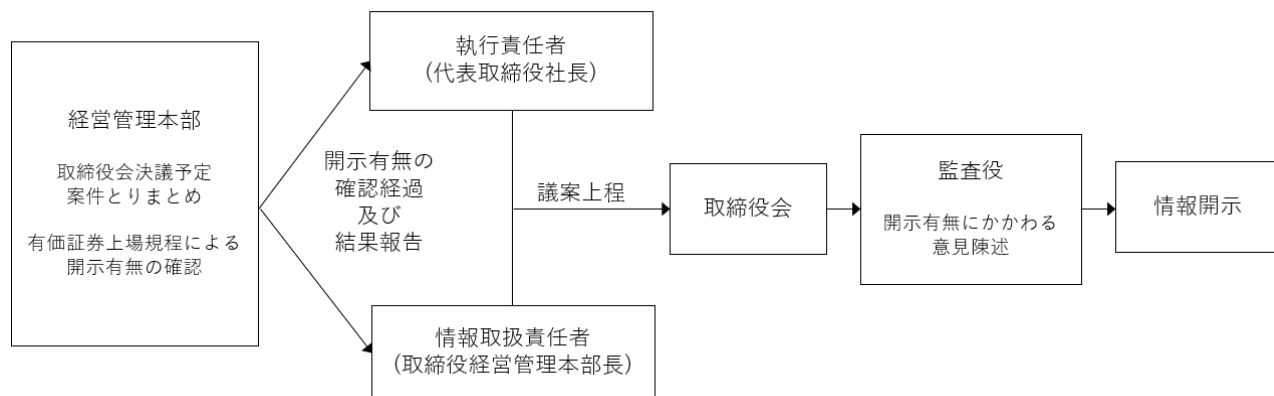 経営管理本部
取締役会決議予定
案件とりまとめ
有価証券上場規程による
開示有無の確認
執行責任者
(代表取締役社長)
開示有無の
確認経過
及び
結果報告
情報取扱責任者
(取締役経営管理本部長)
議案上程
取締役会
監査役
開示有無にかかわる
意見陳述
情報開示